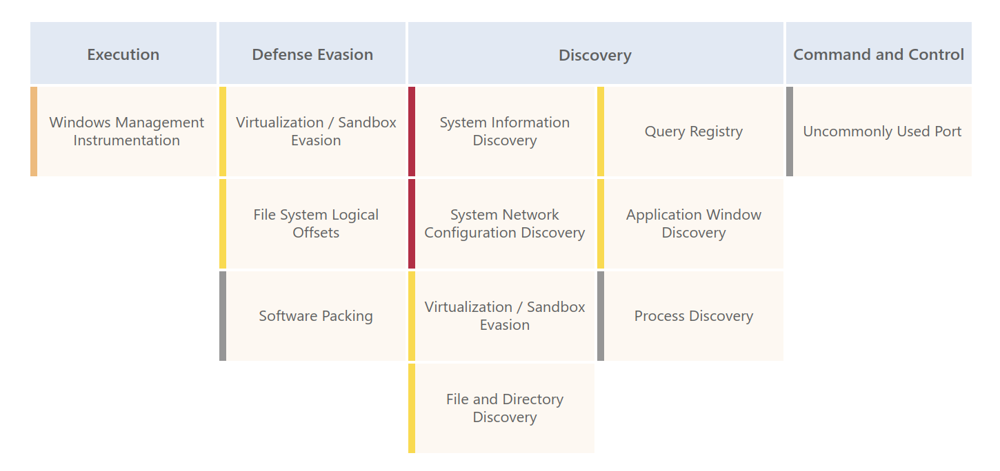 Execution
Defense Evasion
Discovery
Command and Control
Windows Management
Instrumentation
Virtualization / Sandbox
Evasion
System Information
Discovery
Query Registry
Uncommonly Used Port
File System Logical
Offsets
System Network
Configuration Discovery
Application Window
Discovery
Software Packing
Virtualization / Sandbox
Evasion
Process Discovery
File and Directory
Discovery